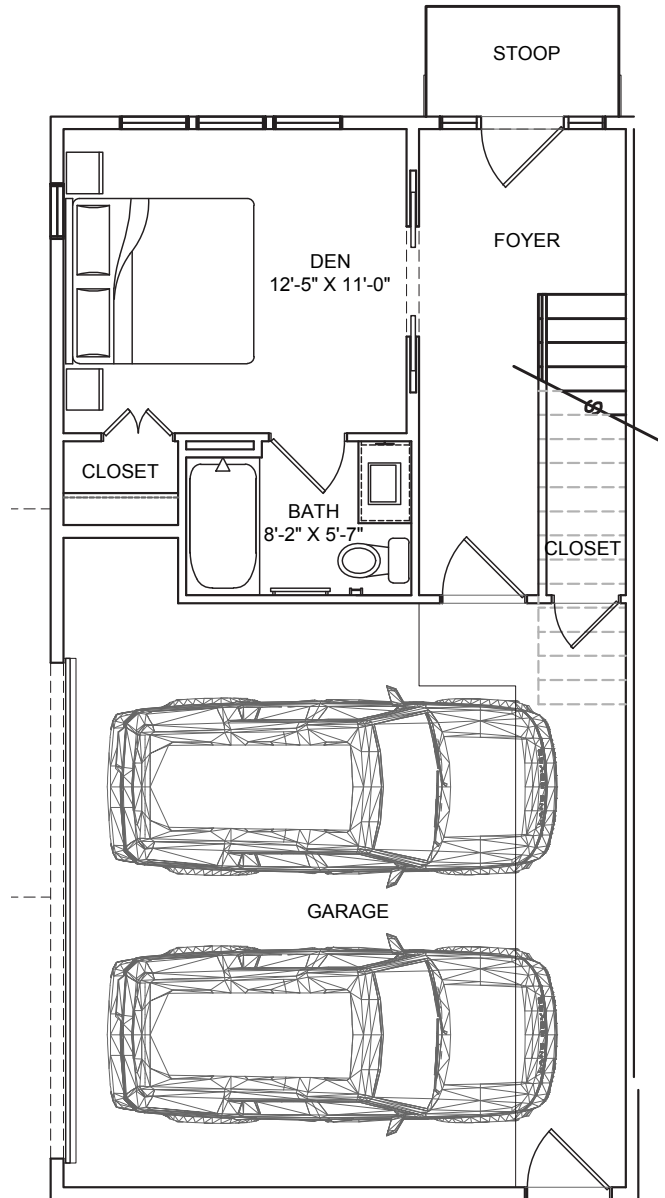 STOOP
FOYER
DEN
12'-5" X 11'-0"
CLOSET
BATH
8'-2" X 5'-7"
CLOSET
GARAGE